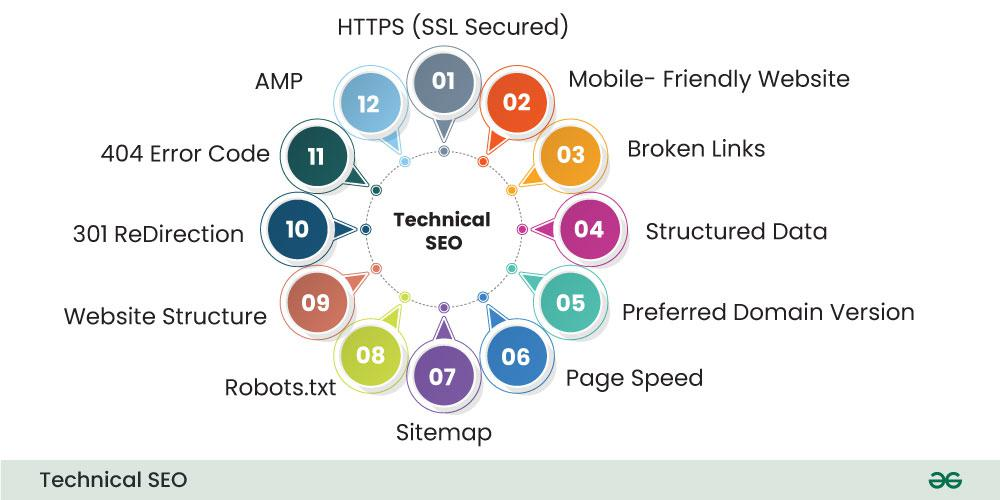 HTTPS (SSL Secured)
01
Mobile- Friendly Website
02
Broken Links
03
Structured Data
04
Preferred Domain Version
05
Page Speed
06
Sitemap
07
Robots.txt
08
Website Structure
09
301 ReDirection
10
404 Error Code
11
AMP
12
Technical
SEO
Technical SEO